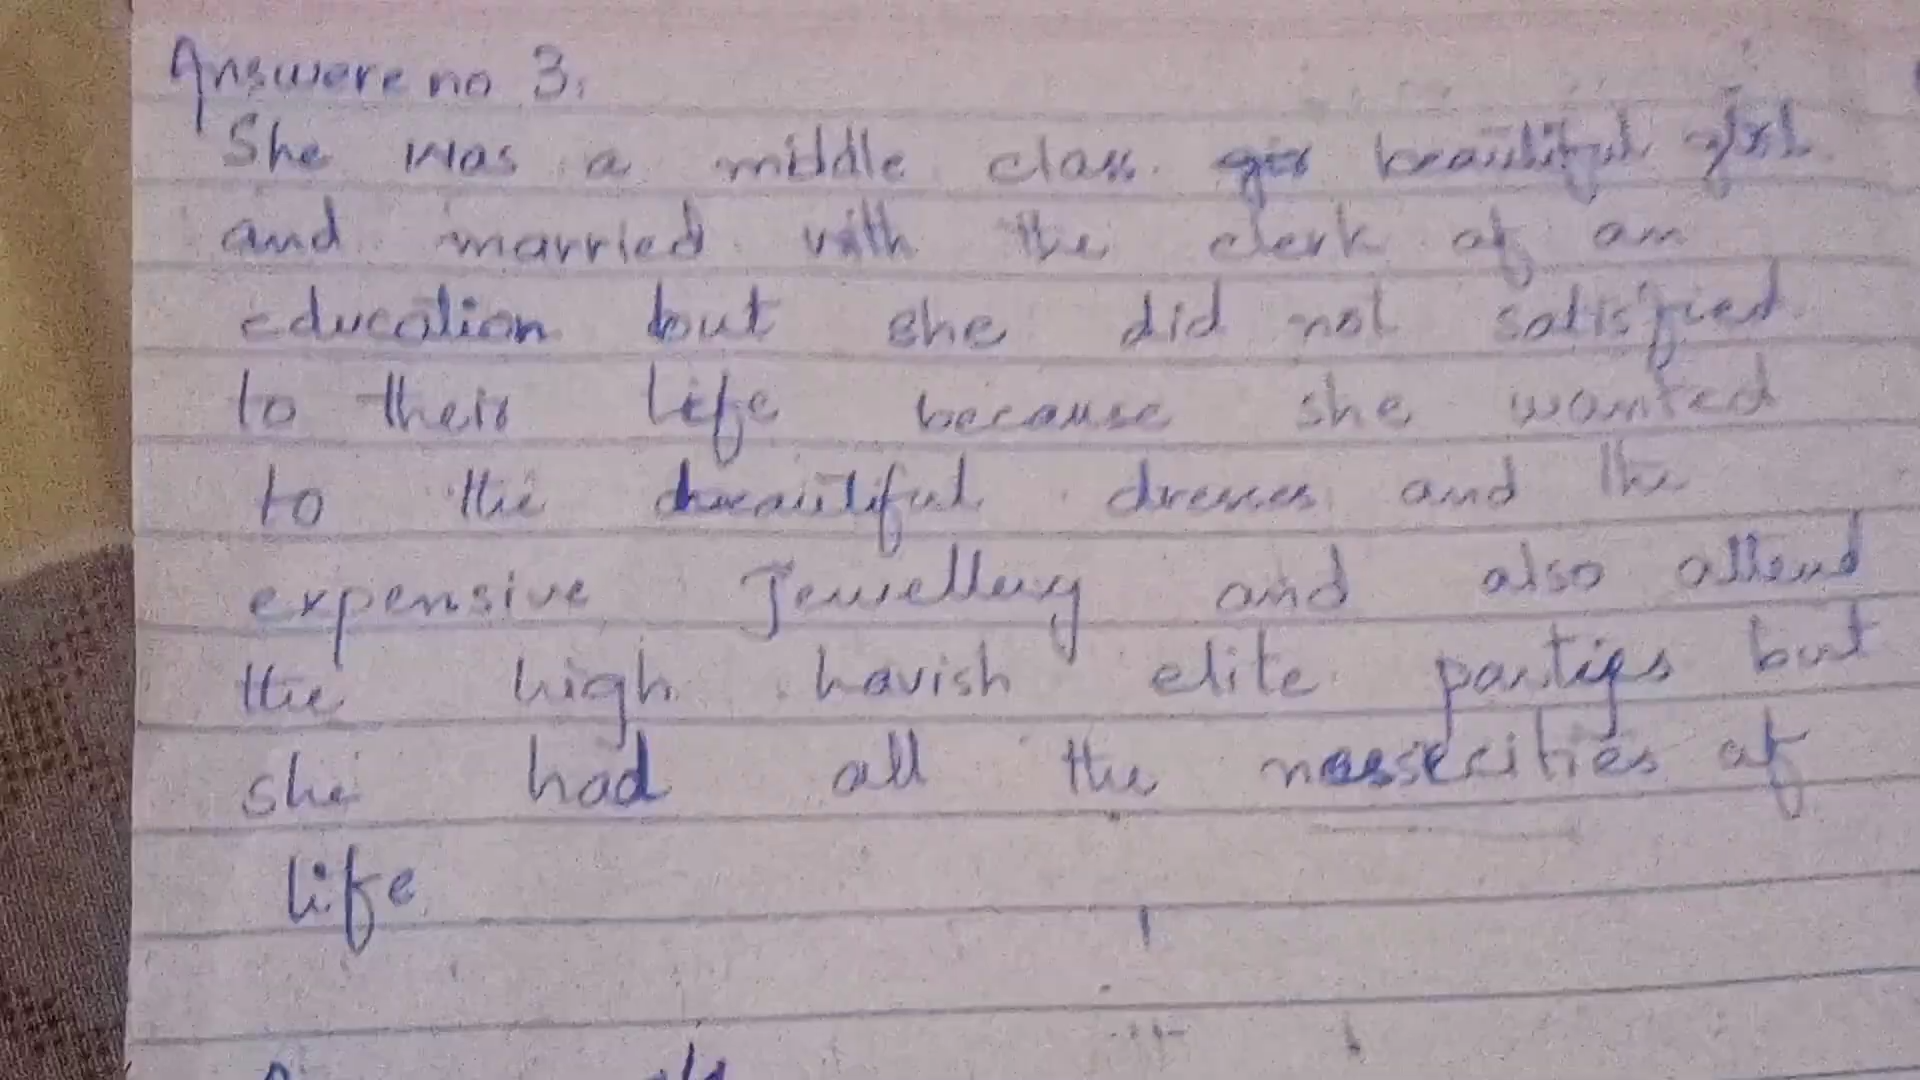 Answere no 3.
She was a middle class beautiful girl
and married with the clerk of an
education but she did not satisfied
to their life because she wanted
to the beautiful dresses and the
expensive Jewellery and also attend
the high havish elite parties but
she had all the nessecities of
life